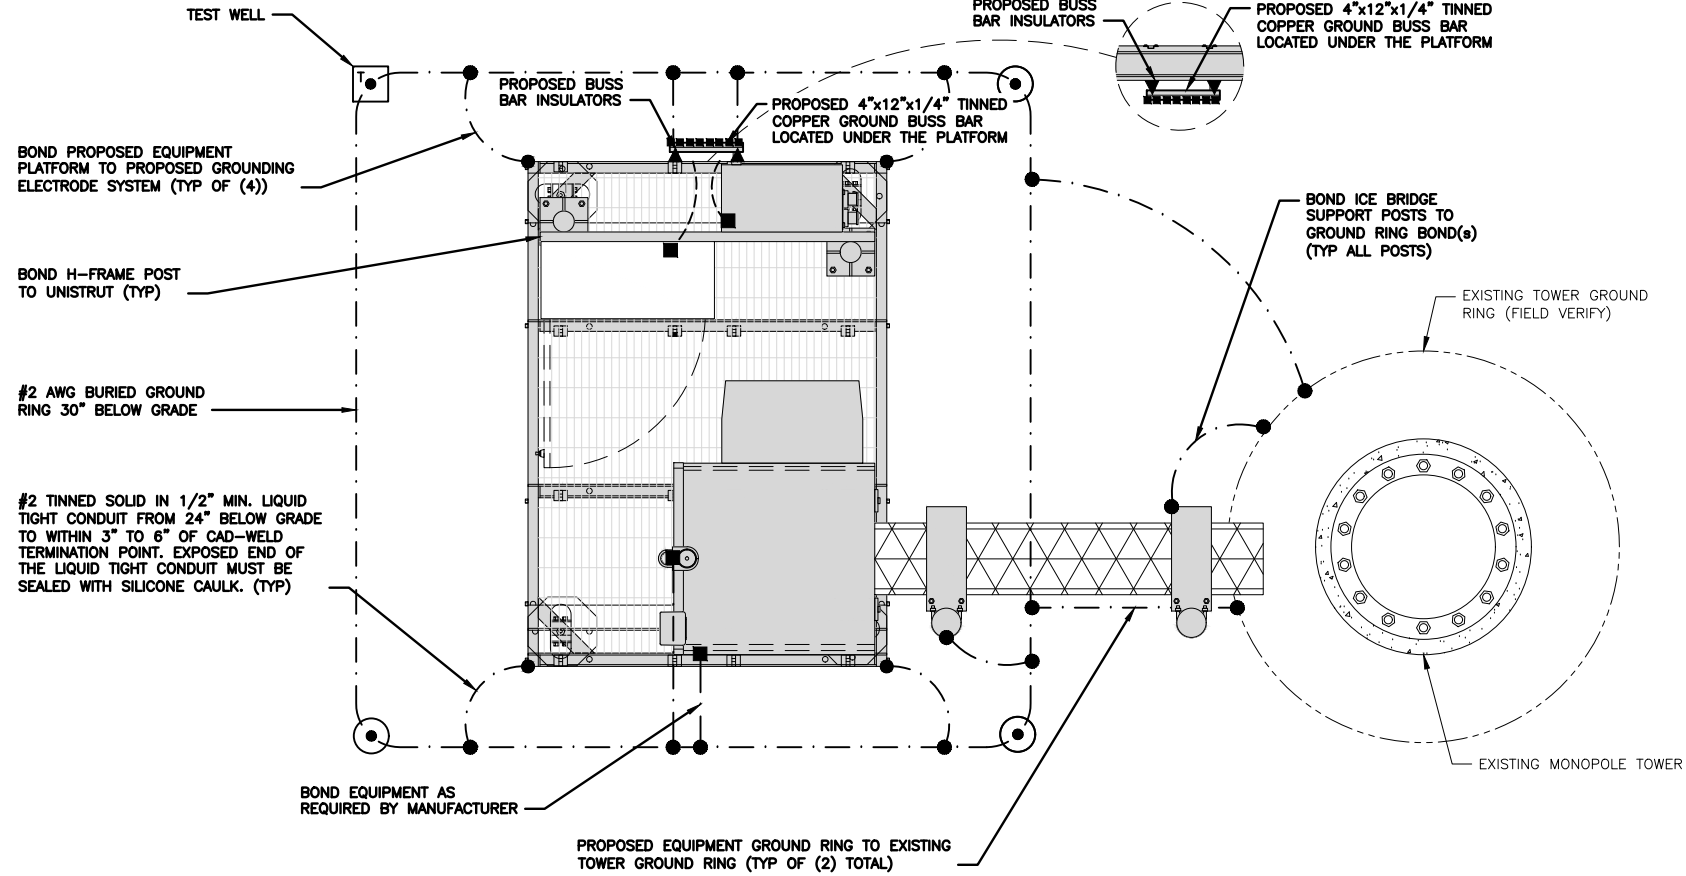 TEST WELL
PROPOSED BUSS
BAR INSULATORS
PROPOSED 4"x12"x1/4" TINNED
COPPER GROUND BUSS BAR
LOCATED UNDER THE PLATFORM
T
PROPOSED BUSS
BAR INSULATORS
PROPOSED 4"x12"x1/4" TINNED
COPPER GROUND BUSS BAR
LOCATED UNDER THE PLATFORM
BOND PROPOSED EQUIPMENT
PLATFORM TO PROPOSED GROUNDING
ELECTRODE SYSTEM (TYP OF (4))
BOND ICE BRIDGE
SUPPORT POSTS TO
GROUND RING BOND(s)
(TYP ALL POSTS)
BOND H-FRAME POST
TO UNISTRUT (TYP)
EXISTING TOWER GROUND
RING (FIELD VERIFY)
#2 AWG BURIED GROUND
RING 30" BELOW GRADE
#2 TINNED SOLID IN 1/2" MIN. LIQUID
TIGHT CONDUIT FROM 24" BELOW GRADE
TO WITHIN 3" TO 6" OF CAD-WELD
TERMINATION POINT. EXPOSED END OF
THE LIQUID TIGHT CONDUIT MUST BE
SEALED WITH SILICONE CAULK. (TYP)
EXISTING MONOPOLE TOWER
BOND EQUIPMENT AS
REQUIRED BY MANUFACTURER
PROPOSED EQUIPMENT GROUND RING TO EXISTING
TOWER GROUND RING (TYP OF (2) TOTAL)